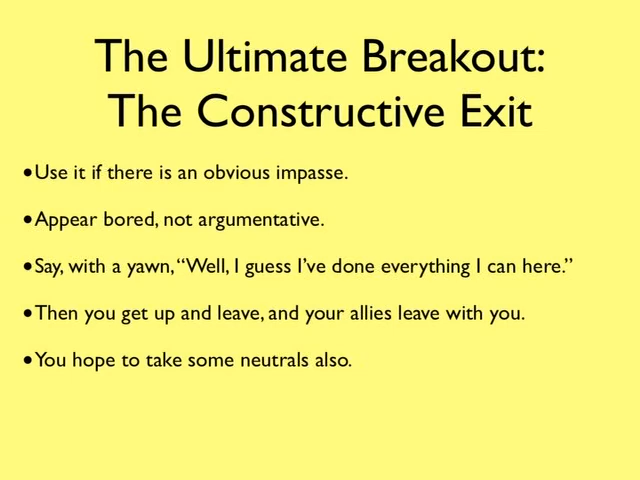 The Ultimate Breakout:
The Constructive Exit
•Use it if there is an obvious impasse.
•Appear bored, not argumentative.
•Say, with a yawn, “Well, I guess I’ve done everything I can here.”
•Then you get up and leave, and your allies leave with you.
•You hope to take some neutrals also.